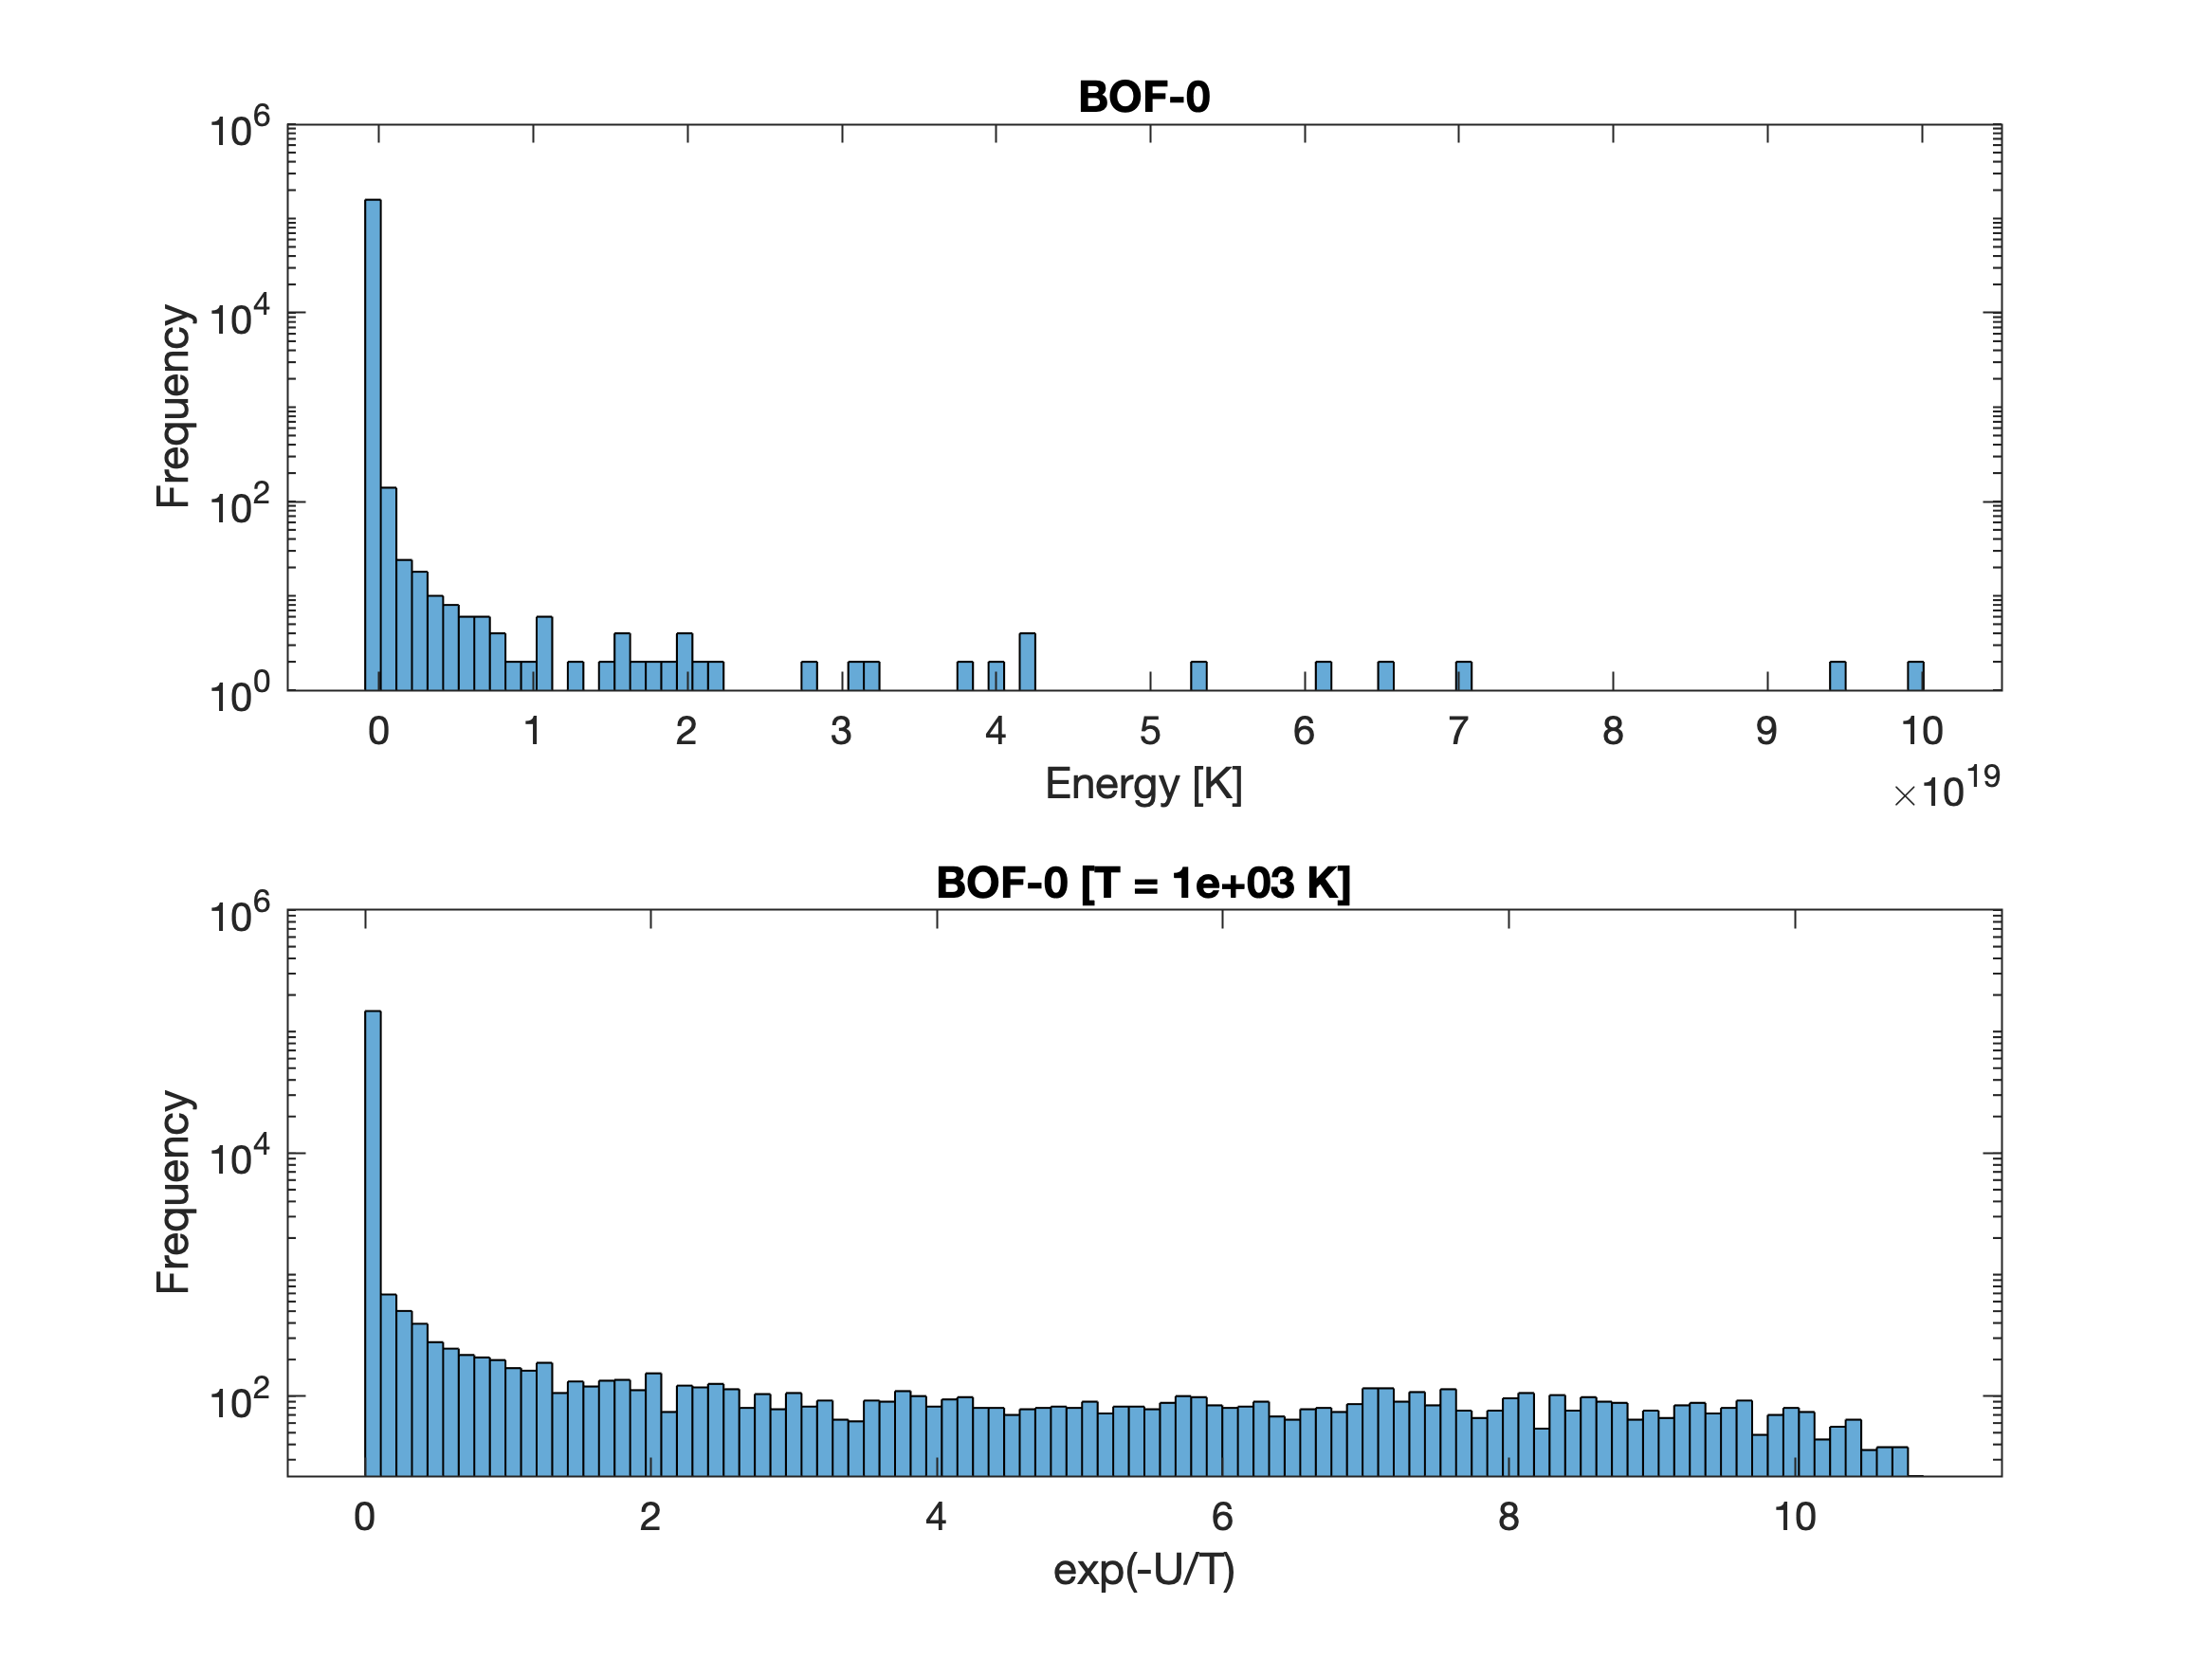 BOF-0
10^6
10^4
10^2
10^0
Frequency
0 1 2 3 4 5 6 7 8 9 10
Energy [K]
×10^19
BOF-0 [T = 1e+03 K]
10^6
10^4
10^2
Frequency
0 2 4 6 8 10
exp(-U/T)